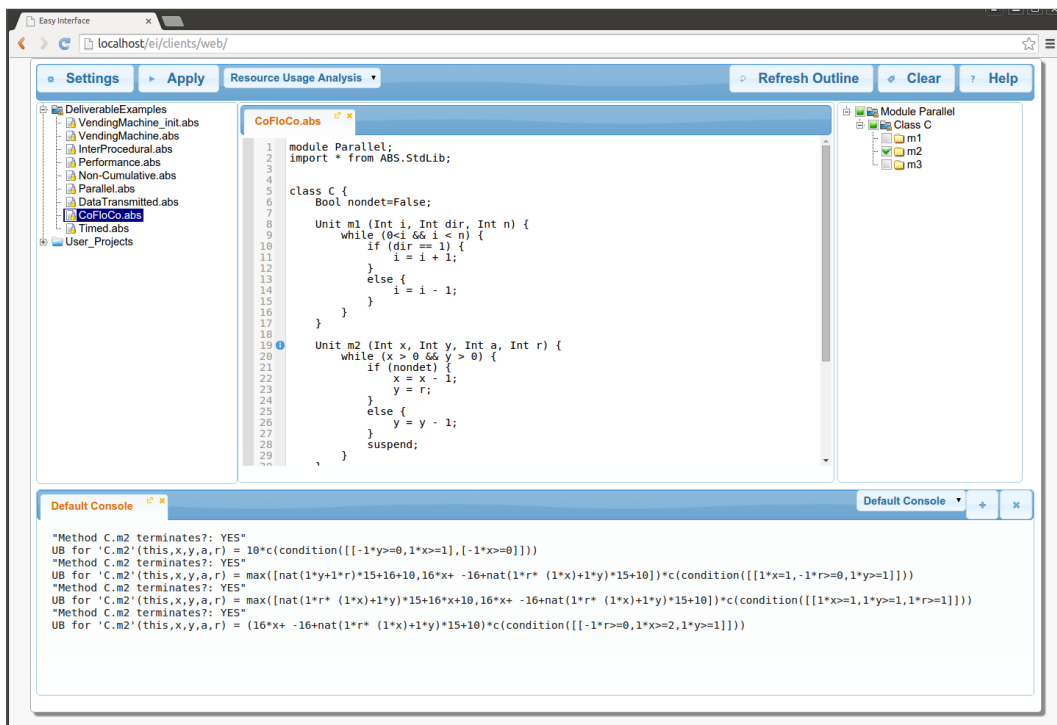 Easy Interface
localhost/ei/clients/web/
Settings
Apply
Resource Usage Analysis
Refresh Outline
Clear
? Help
DeliverableExamples
VendingMachine_init.abs
VendingMachine.abs
InterProcedural.abs
Performance.abs
Non-Cumulative.abs
Parallel.abs
DataTransmitted.abs
CoFloCo.abs
Timed.abs
User_Projects
CoFloCo.abs
1 module Parallel;
2 import * from ABS.StdLib;
3
4
5 class C {
6 Bool nondet=False;
7
8 Unit m1 (Int i, Int dir, Int n) {
9 while (0<i && i < n) {
10 if (dir == 1) {
11 i = i + 1;
12 }
13 else {
14 i = i - 1;
15 }
16 }
17 }
18
19 Unit m2 (Int x, Int y, Int a, Int r) {
20 while (x > 0 && y > 0) {
21 if (nondet) {
22 x = x - 1;
23 y = r;
24 }
25 else {
26 y = y - 1;
27 }
28 suspend;
29 }
Module Parallel
Class C
m1
m2
m3
Default Console
Default Console
"Method C.m2 terminates?: YES"
UB for 'C.m2'(this,x,y,a,r) = 10*c(condition([[-1*y>=0,1*x>=1],[-1*x>=0]]))
"Method C.m2 terminates?: YES"
UB for 'C.m2'(this,x,y,a,r) = max([nat(1*y+1*r)*15+16+10,16*x+ -16+nat(1*r* (1*x)+1*y)*15+10])*c(condition([[1*x=1,-1*r>=0,1*y>=1]]))
"Method C.m2 terminates?: YES"
UB for 'C.m2'(this,x,y,a,r) = max([nat(1*r* (1*x)+1*y)*15+16*x+10,16*x+ -16+nat(1*r* (1*x)+1*y)*15+10])*c(condition([[1*x>=1,1*y>=1,1*r>=1]]))
"Method C.m2 terminates?: YES"
UB for 'C.m2'(this,x,y,a,r) = (16*x+ -16+nat(1*r* (1*x)+1*y)*15+10)*c(condition([[-1*r>=0,1*x>=2,1*y>=1]]))